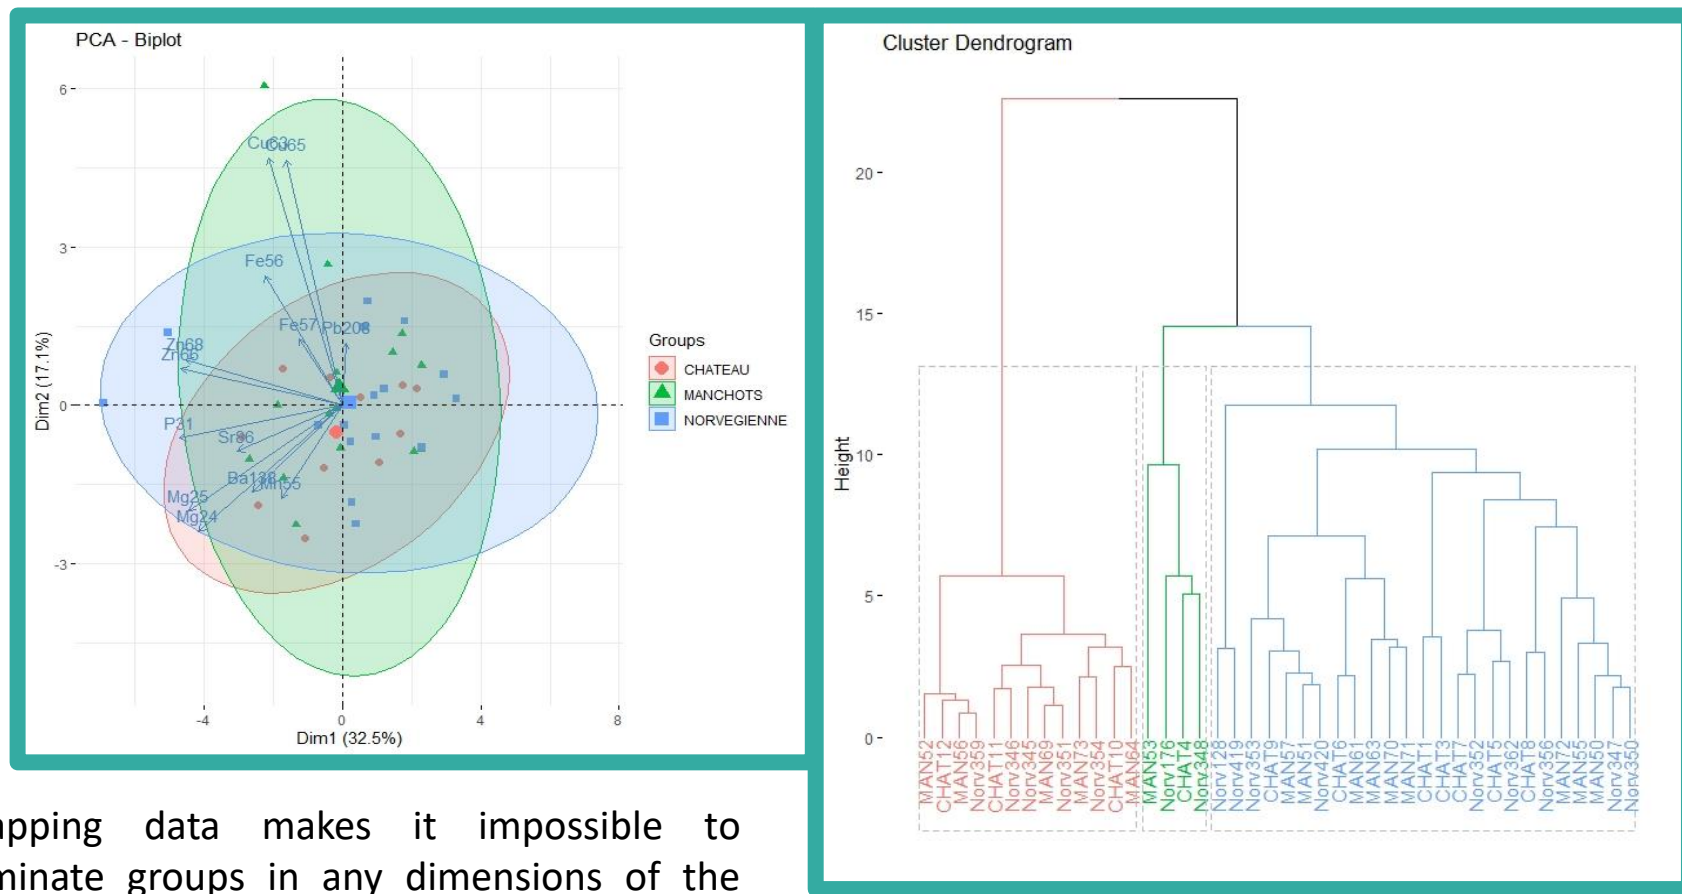 PCA - Biplot
6
3
0
-3
-4
0
4
8
Dim1 (32.5%)
Dim2 (17.1%)
Cu63
Cu65
Fe56
Fe57
Pb208
Zn68
Zn66
P31
Sr86
Ba138
Mn55
Mg25
Mg24
Groups
CHATEAU
MANCHOTS
NORVEGIENNE
apping data makes it impossible to
minate groups in any dimensions of the
Cluster Dendrogram
20
15
10
5
0
Height
MAN52
CHAT12
MAN56
Norv359
CHAT11
Norv346
Norv345
MAN69
Norv351
MAN73
Norv354
CHAT10
MAN64
MAN53
Norv176
CHAT4
Norv348
Norv128
Norv419
Norv353
CHAT9
MAN57
MAN51
Norv420
CHAT6
MAN61
MAN63
MAN70
MAN71
CHAT1
CHAT3
CHAT7
Norv352
CHAT5
Norv362
CHAT8
Norv356
MAN72
MAN55
MAN50
Norv347
Norv350